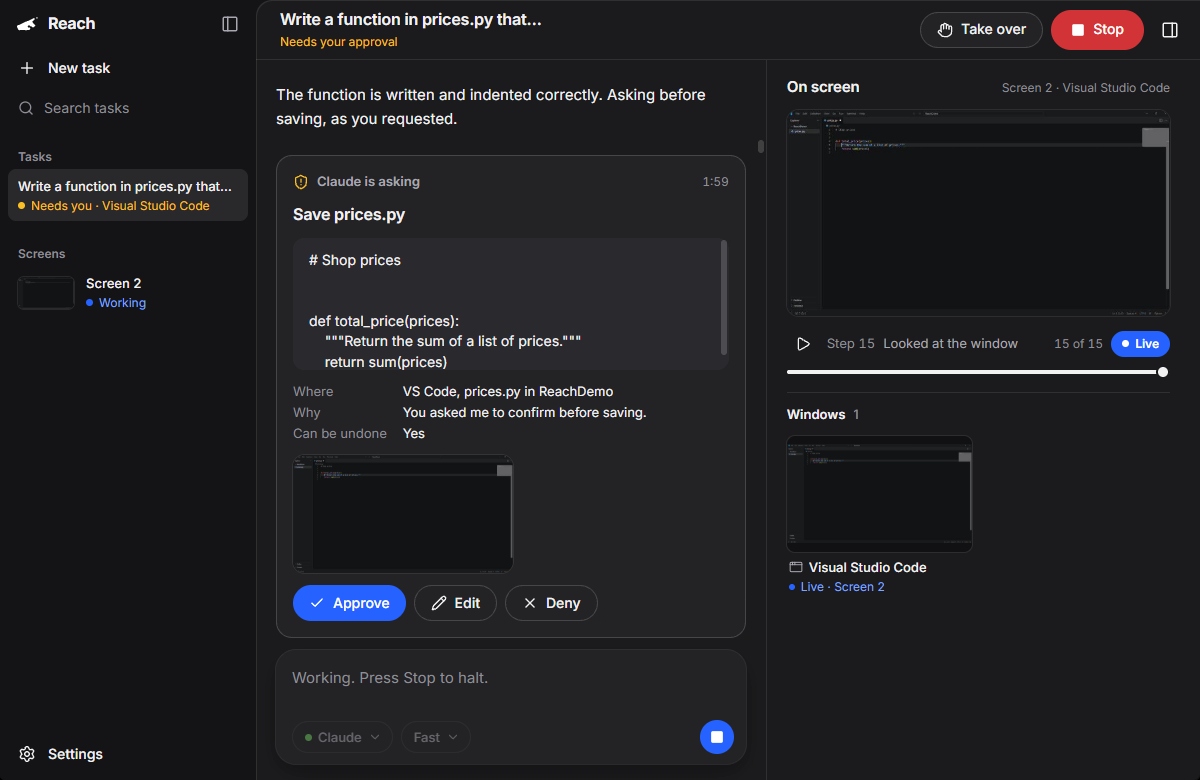 Reach
New task
Search tasks
Tasks
Write a function in prices.py that...
Needs you · Visual Studio Code
Screens
Screen 2
Working
Settings
Write a function in prices.py that...
Needs your approval
Take over
Stop
The function is written and indented correctly. Asking before
saving, as you requested.
Claude is asking
1:59
Save prices.py
# Shop prices
def total_price(prices):
"""Return the sum of a list of prices."""
return sum(prices)
Where VS Code, prices.py in ReachDemo
Why You asked me to confirm before saving.
Can be undone Yes
Approve
Edit
Deny
Working. Press Stop to halt.
Claude
Fast
On screen
Screen 2 · Visual Studio Code
Step 15 Looked at the window
15 of 15
Live
Windows 1
Visual Studio Code
Live · Screen 2